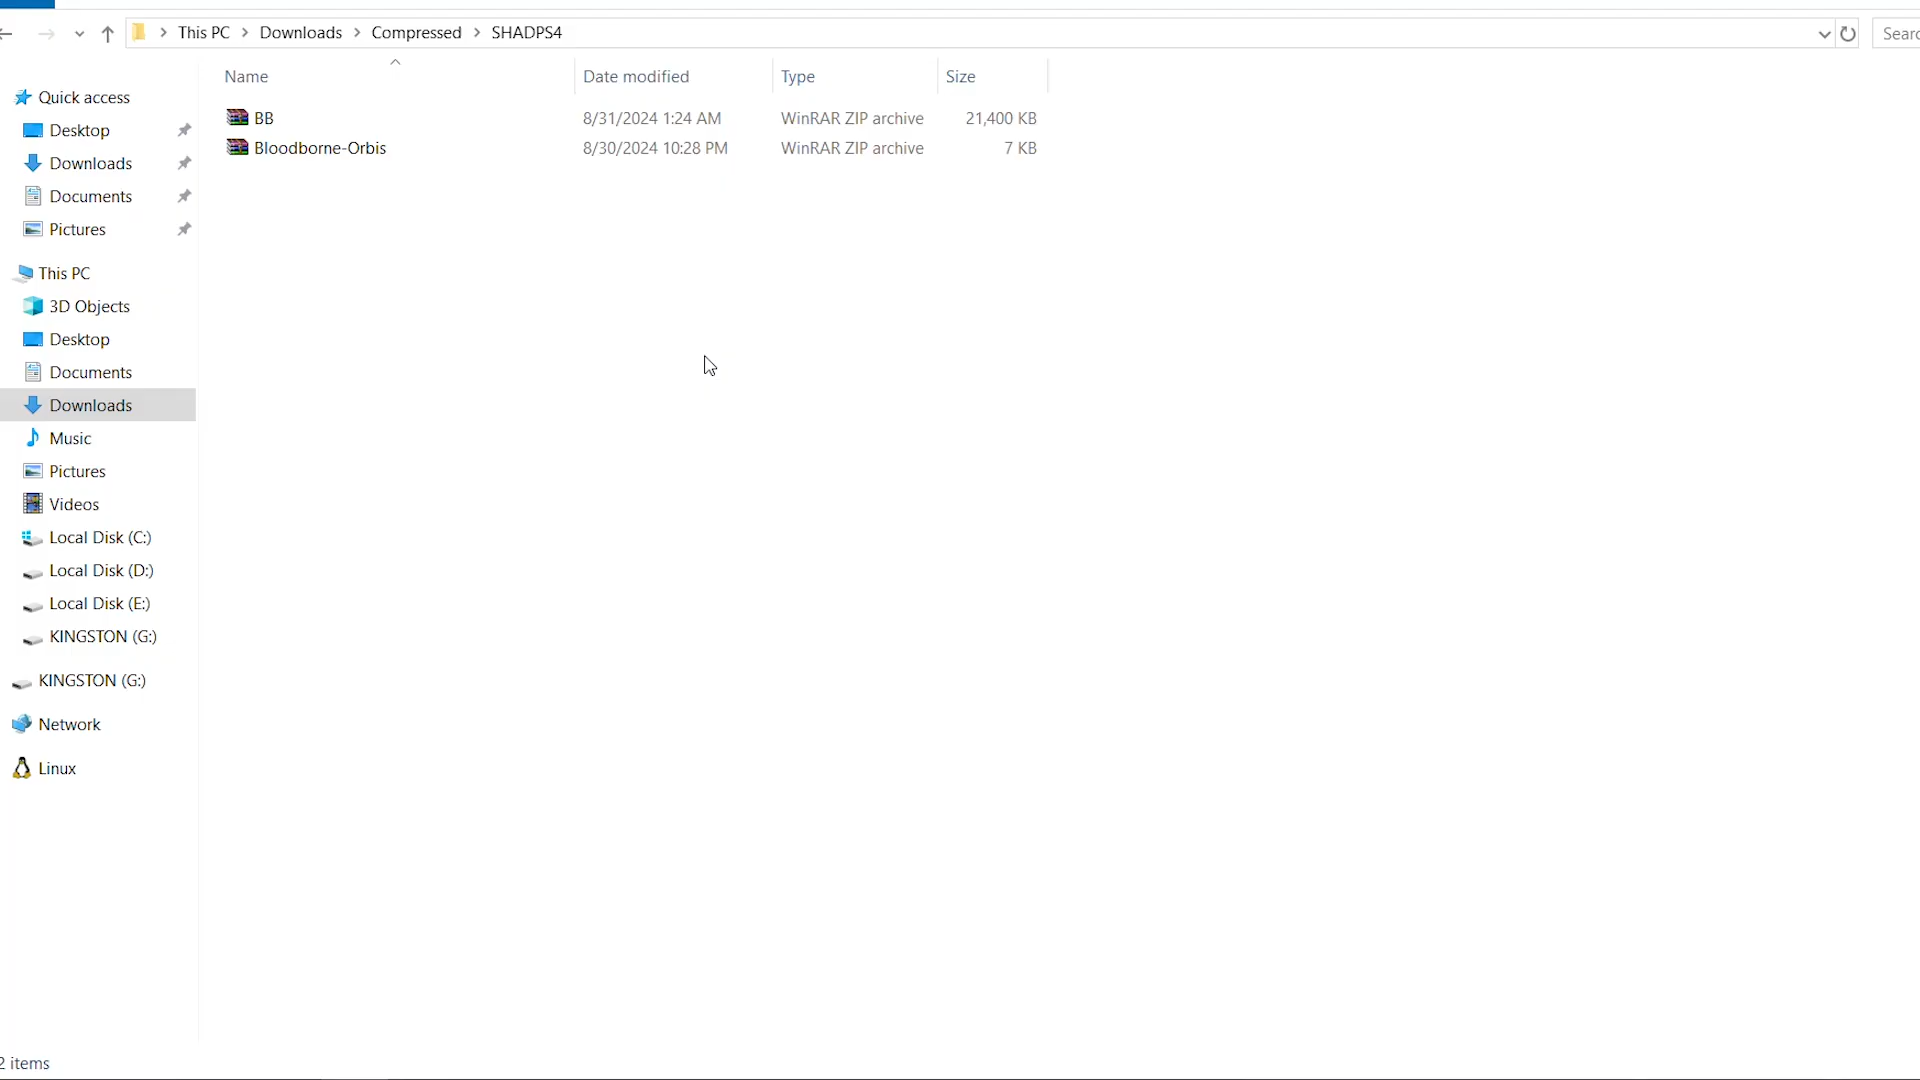 This PC > Downloads > Compressed > SHADPS4
Searc
Name Date modified Type Size
BB 8/31/2024 1:24 AM WinRAR ZIP archive 21,400 KB
Bloodborne-Orbis 8/30/2024 10:28 PM WinRAR ZIP archive 7 KB
Quick access
Desktop
Downloads
Documents
Pictures
This PC
3D Objects
Desktop
Documents
Downloads
Music
Pictures
Videos
Local Disk (C:)
Local Disk (D:)
Local Disk (E:)
KINGSTON (G:)
KINGSTON (G:)
Network
Linux
2 items